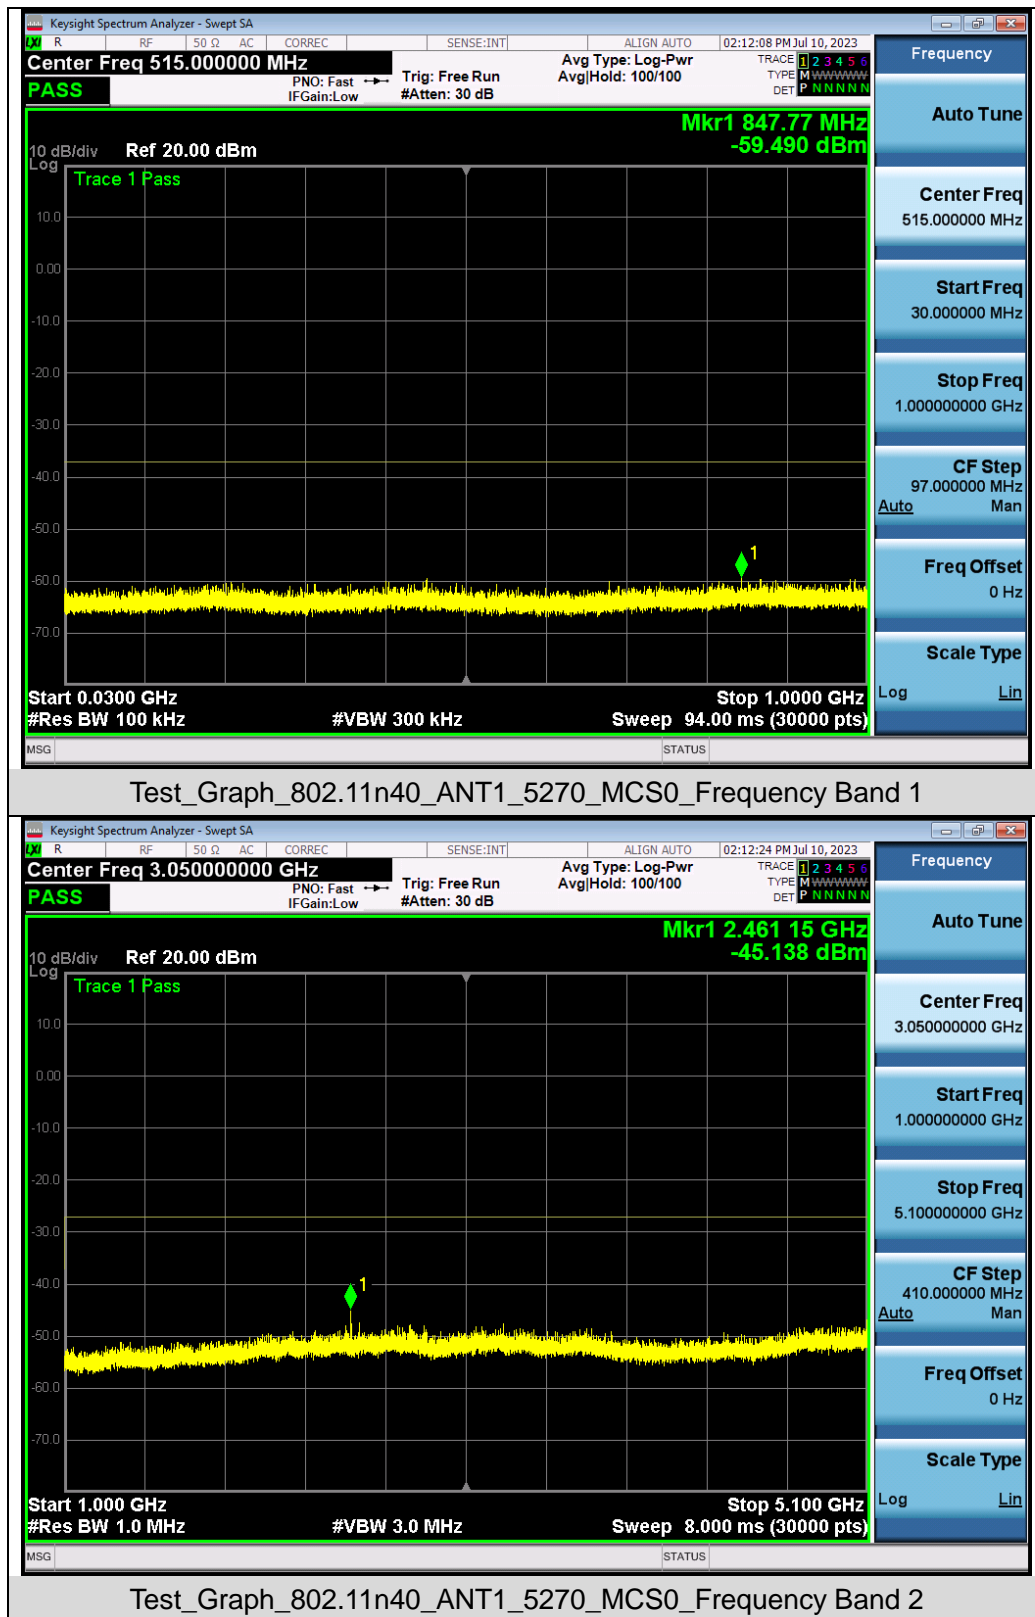 Keysight Spectrum Analyzer - Swept SA
LXI R RF 50 Ω AC CORREC SENSE:INT ALIGN AUTO 02:12:08 PM Jul 10, 2023
Center Freq 515.000000 MHz
PASS
PNO: Fast
IFGain:Low
Trig: Free Run
#Atten: 30 dB
Avg Type: Log-Pwr
Avg|Hold: 100/100
TRACE 1 2 3 4 5 6
TYPE M WWWWW
DET P N N N N N
Mkr1 847.77 MHz
-59.490 dBm
10 dB/div Ref 20.00 dBm
Log
Trace 1 Pass
10.0
0.00
-10.0
-20.0
-30.0
-40.0
-50.0
-60.0
-70.0
1
Start 0.0300 GHz Stop 1.0000 GHz
#Res BW 100 kHz #VBW 300 kHz Sweep 94.00 ms (30000 pts)
MSG STATUS
Frequency
Auto Tune
Center Freq
515.000000 MHz
Start Freq
30.000000 MHz
Stop Freq
1.000000000 GHz
CF Step
97.000000 MHz
Auto Man
Freq Offset
0 Hz
Scale Type
Log Lin
Test_Graph_802.11n40_ANT1_5270_MCS0_Frequency Band 1
Keysight Spectrum Analyzer - Swept SA
LXI R RF 50 Ω AC CORREC SENSE:INT ALIGN AUTO 02:12:24 PM Jul 10, 2023
Center Freq 3.050000000 GHz
PASS
PNO: Fast
IFGain:Low
Trig: Free Run
#Atten: 30 dB
Avg Type: Log-Pwr
Avg|Hold: 100/100
TRACE 1 2 3 4 5 6
TYPE M WWWWW
DET P N N N N N
Mkr1 2.461 15 GHz
-45.138 dBm
10 dB/div Ref 20.00 dBm
Log
Trace 1 Pass
10.0
0.00
-10.0
-20.0
-30.0
-40.0
-50.0
-60.0
-70.0
1
Start 1.000 GHz Stop 5.100 GHz
#Res BW 1.0 MHz #VBW 3.0 MHz Sweep 8.000 ms (30000 pts)
MSG STATUS
Frequency
Auto Tune
Center Freq
3.050000000 GHz
Start Freq
1.000000000 GHz
Stop Freq
5.100000000 GHz
CF Step
410.000000 MHz
Auto Man
Freq Offset
0 Hz
Scale Type
Log Lin
Test_Graph_802.11n40_ANT1_5270_MCS0_Frequency Band 2